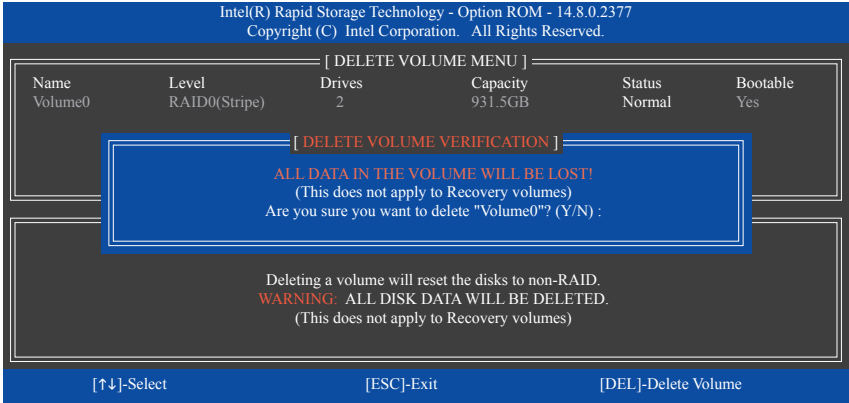 Intel(R) Rapid Storage Technology - Option ROM - 14.8.0.2377
Copyright (C) Intel Corporation. All Rights Reserved.
[ DELETE VOLUME MENU ]
Name Level Drives Capacity Status Bootable
Volume0 RAID0(Stripe) 2 931.5GB Normal Yes
[ DELETE VOLUME VERIFICATION ]
ALL DATA IN THE VOLUME WILL BE LOST!
(This does not apply to Recovery volumes)
Are you sure you want to delete "Volume0"? (Y/N) :
Deleting a volume will reset the disks to non-RAID.
WARNING: ALL DISK DATA WILL BE DELETED.
(This does not apply to Recovery volumes)
[↑↓]-Select [ESC]-Exit [DEL]-Delete Volume